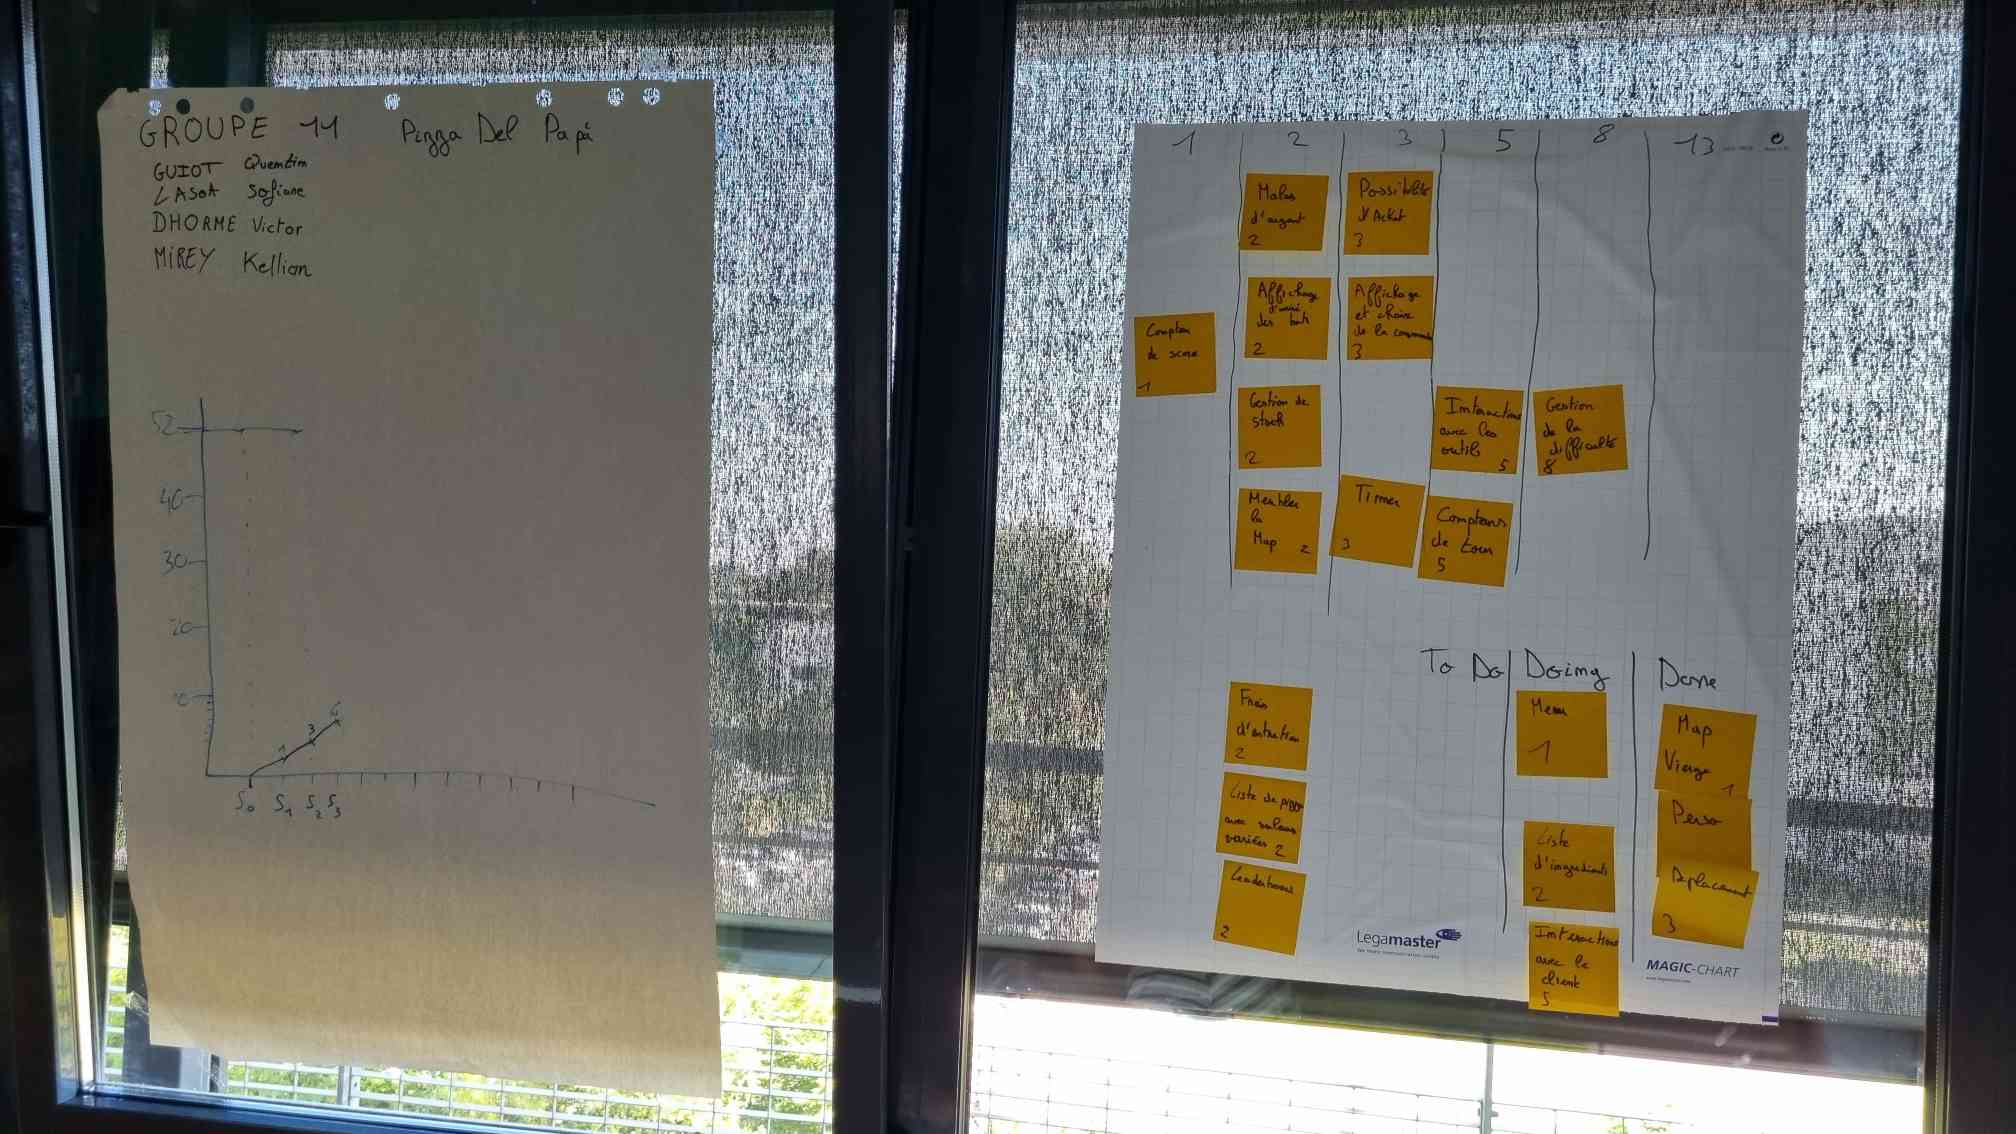 GROUPE 11 Pizza Del Papá
GUIOT Quentin
LASOA Sofiane
DHORME Victor
MIREY Kellian
52
40
30
20
10
1
3
S0 S1 S2 S3
1 2 3 5 8 13
Malus
d'argent
2
Possibilité
d'Achat
3
Affichage
des
2
Affichage
et choix
de la commande
3
Compteur
de score
1
Gestion de
stock
2
Interactions
avec les
outils
5
Gestion
de la
difficulté
8
Meubler
la
Map 2
Timer
3
Compteurs
de tour
5
To Do Doing Done
Frais
d'entretien
2
Liste de pizza
avec valeurs
variées 2
Leaderboard
2
Menu
1
Liste
d'ingrédients
2
Interactions
avec le
client
5
Map
Vierge
1
Perso
Deplacement
3
Legamaster
MAGIC-CHART